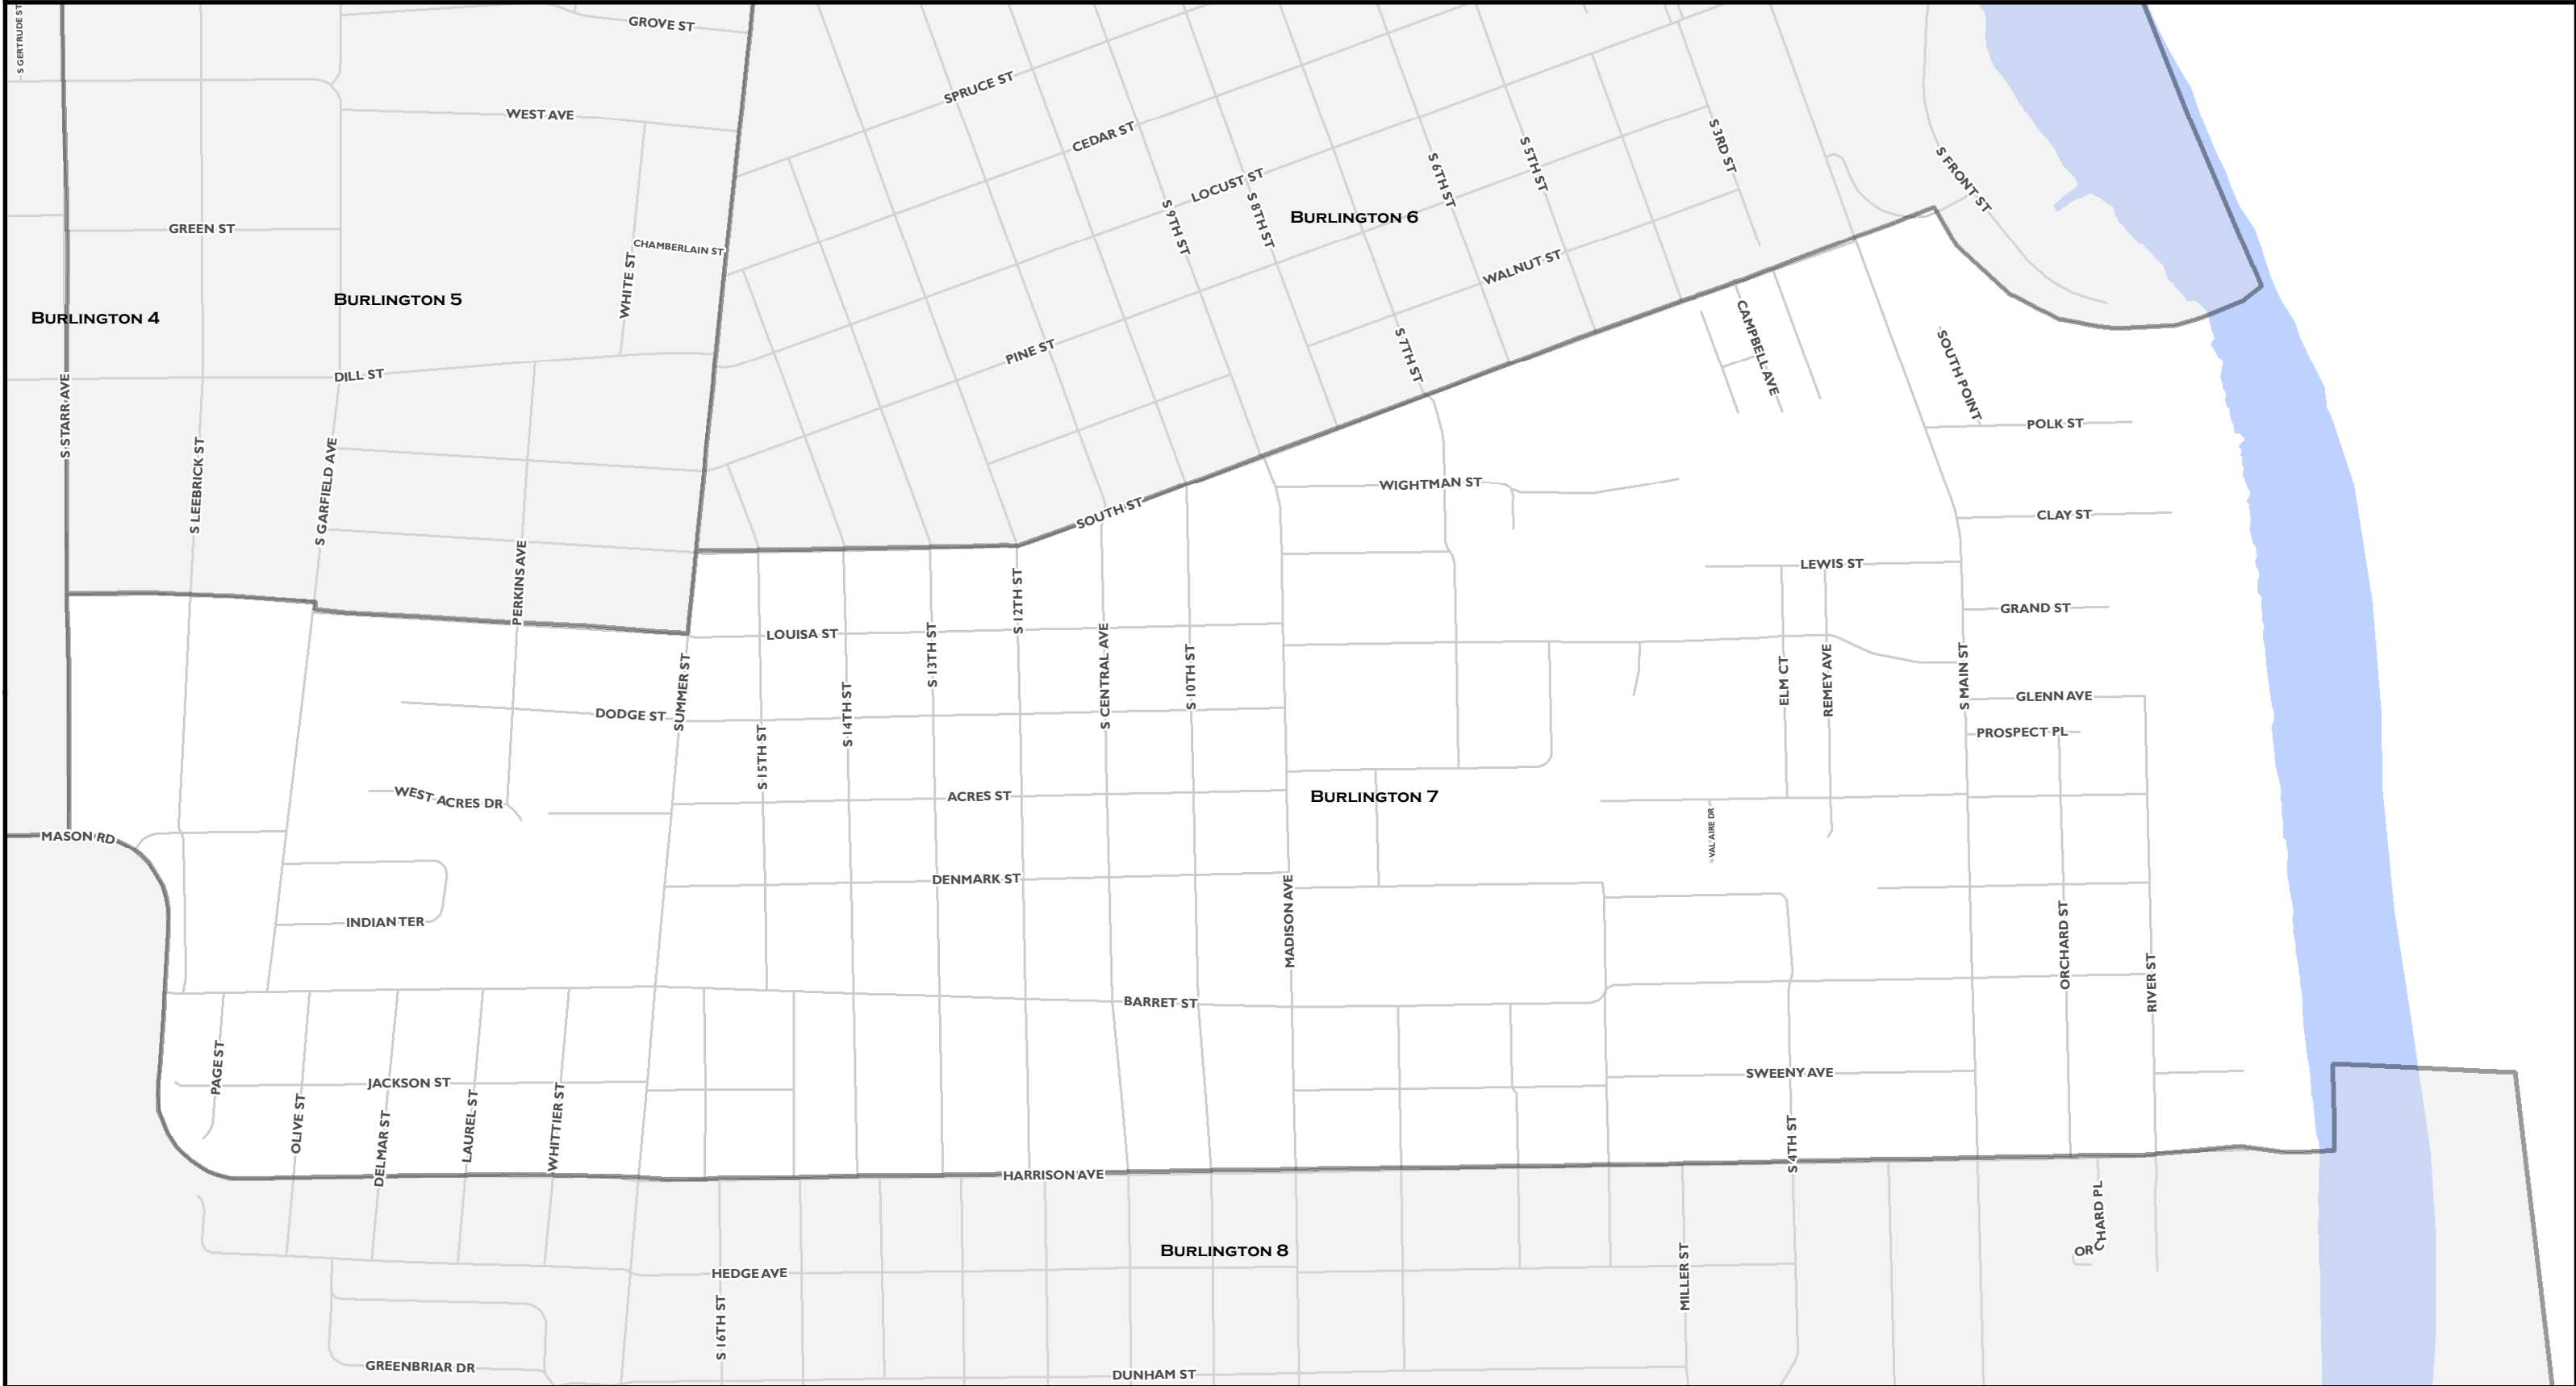 S GERTRUDE ST
GROVE ST
SPRUCE ST
WEST AVE
CEDAR ST
S 3RD ST
S 5TH ST
S 6TH ST
S FRONT ST
LOCUST ST
S 9TH ST
S 8TH ST
BURLINGTON 6
GREEN ST
CHAMBERLAIN ST
WHITE ST
WALNUT ST
BURLINGTON 5
BURLINGTON 4
CAMPBELL AVE
PINE ST
S 7TH ST
SOUTH POINT
DILL ST
S STARR AVE
POLK ST
S LEEBRICK ST
S GARFIELD AVE
WIGHTMAN ST
SOUTH ST
CLAY ST
PERKINS AVE
LEWIS ST
S 12TH ST
GRAND ST
LOUISA ST
S 13TH ST
S CENTRAL AVE
S 10TH ST
SUMMER ST
ELM CT
REMEY AVE
S MAIN ST
GLENN AVE
S 14TH ST
DODGE ST
PROSPECT PL
S 15TH ST
WEST ACRES DR
ACRES ST
BURLINGTON 7
VAL'AIRE DR
MASON RD
DENMARK ST
MADISON AVE
INDIAN TER
ORCHARD ST
RIVER ST
BARRET ST
PAGE ST
JACKSON ST
SWEENY AVE
OLIVE ST
DELMAR ST
LAUREL ST
WHITTIER ST
S 4TH ST
HARRISON AVE
ORCHARD PL
BURLINGTON 8
HEDGE AVE
MILLER ST
S 16TH ST
GREENBRIAR DR
DUNHAM ST